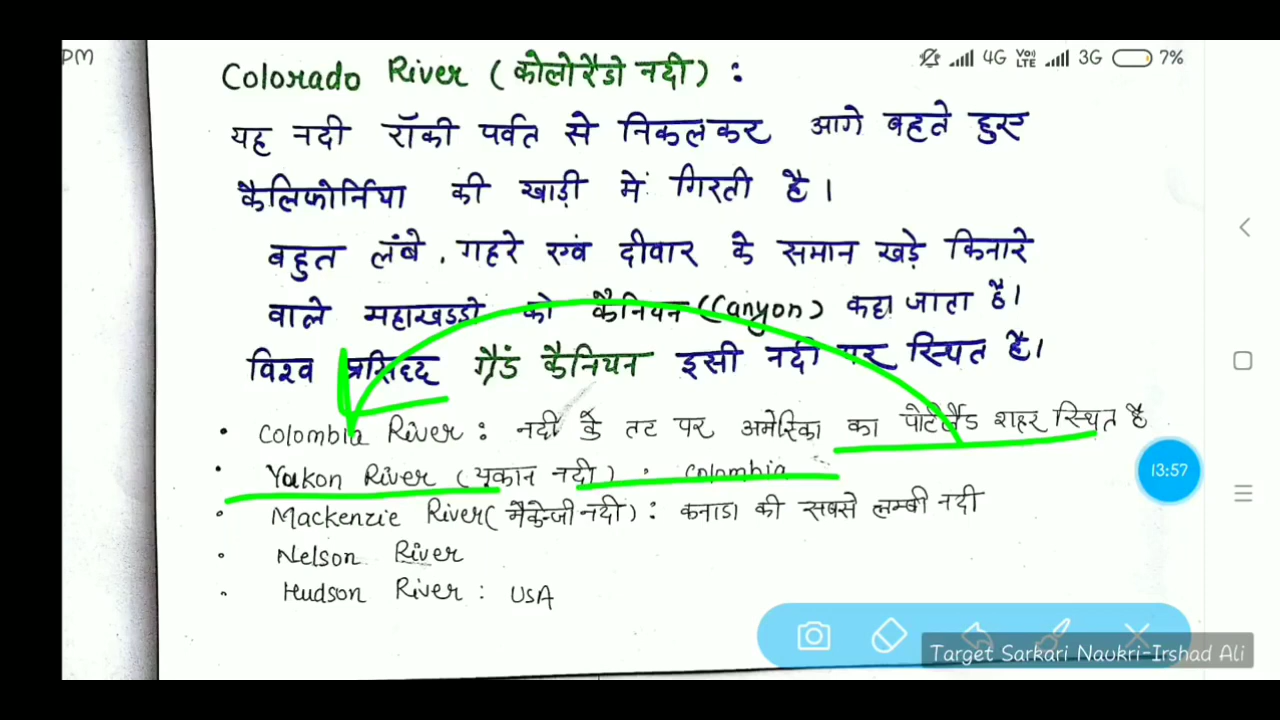 PM
4G VoLTE 3G 7%
Colorado River (कोलोरैडो नदी) :
यह नदी रॉकी पर्वत से निकलकर आगे बहते हुए
कैलिफोर्निया की खाड़ी में गिरती है।
बहुत लंबे, गहरे एवं दीवार के समान खड़े किनारे
वाले महाखड्डो को कैनियन (Canyon) कहा जाता है।
विश्व प्रसिध्द ग्रैंड कैनियन इसी नदी पर स्थित है।
• Colombia River : नदी के तट पर अमेरिका का पोर्टलैंड शहर स्थित है
• Yukon River (यूकान नदी) : Colombia
• Mackenzie River (मैकेन्जी नदी) : कनाडा की सबसे लम्बी नदी
• Nelson River
• Hudson River : USA
13:57
Target Sarkari Naukri-Irshad Ali